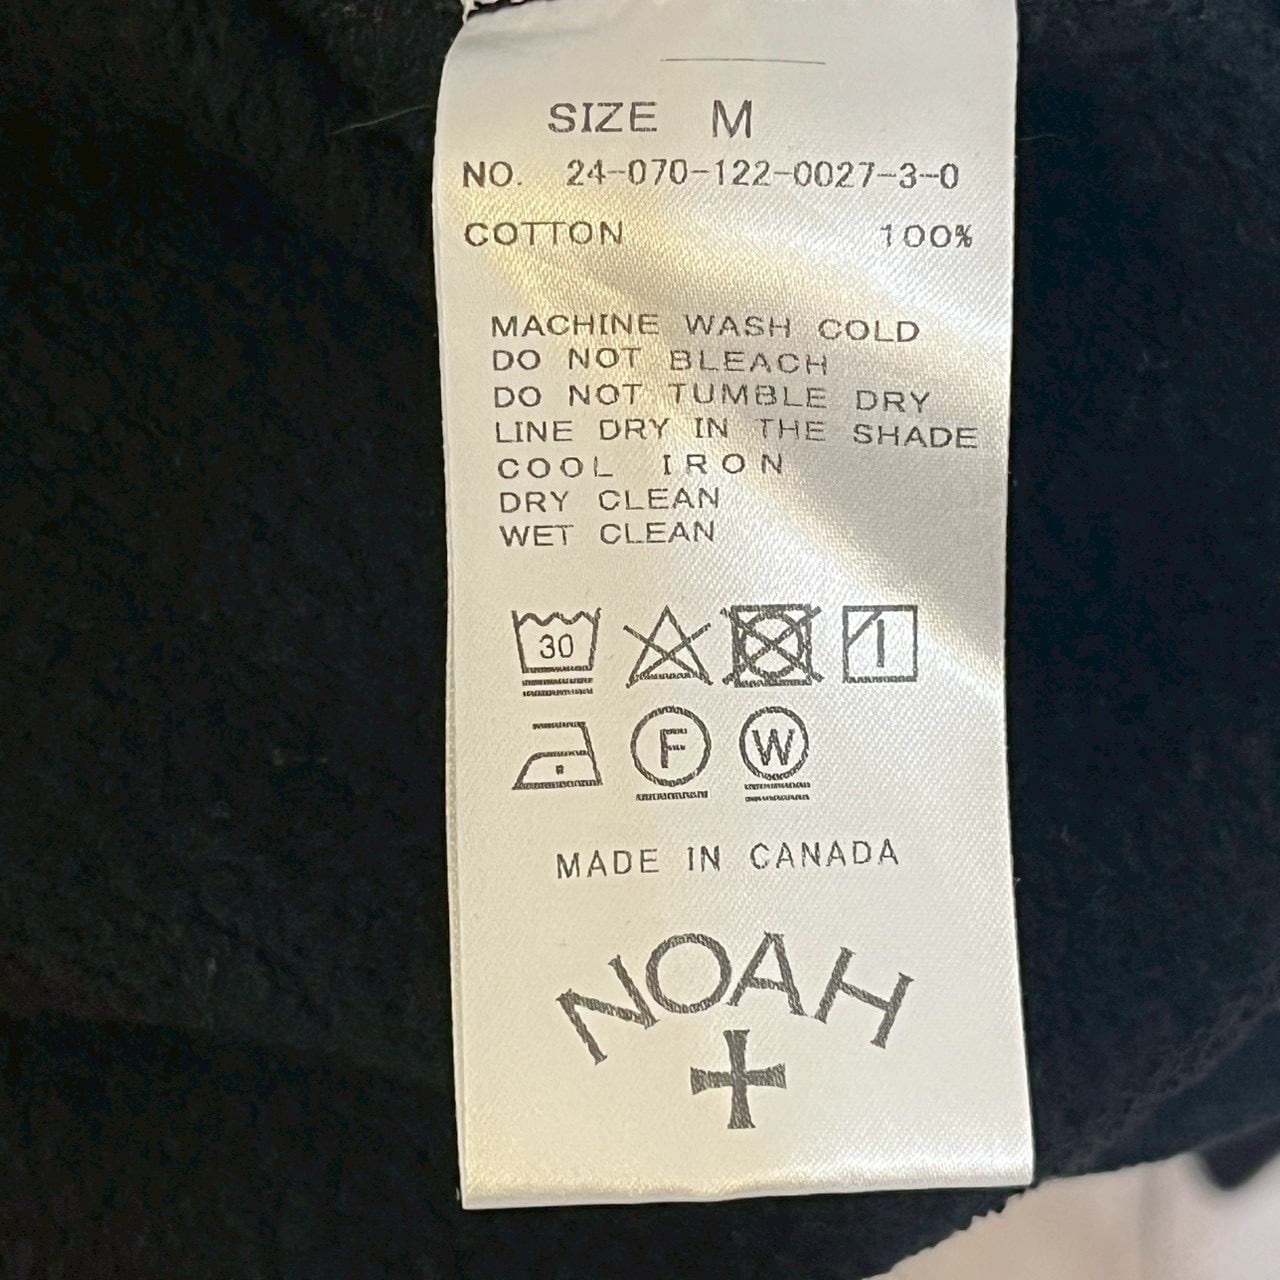 SIZE M
NO. 24-070-122-0027-3-0
COTTON 100%
MACHINE WASH COLD
DO NOT BLEACH
DO NOT TUMBLE DRY
LINE DRY IN THE SHADE
COOL IRON
DRY CLEAN
WET CLEAN
30
F W
MADE IN CANADA
NOAH